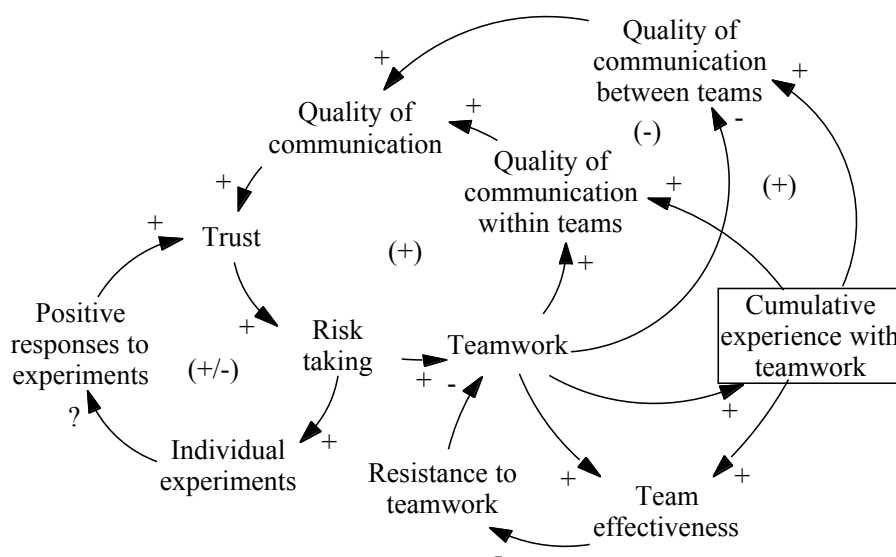 Quality of
communication
between teams
+
+
-
Quality of
communication
+
(-)
Quality of
communication
within teams
+
(+)
+
+
Trust
(+)
+
+
Positive
responses to
experiments
(+/-)
Risk
taking
+
Teamwork
-
Cumulative
experience with
teamwork
+
?
+
Individual
experiments
Resistance to
teamwork
+
+
Team
effectiveness